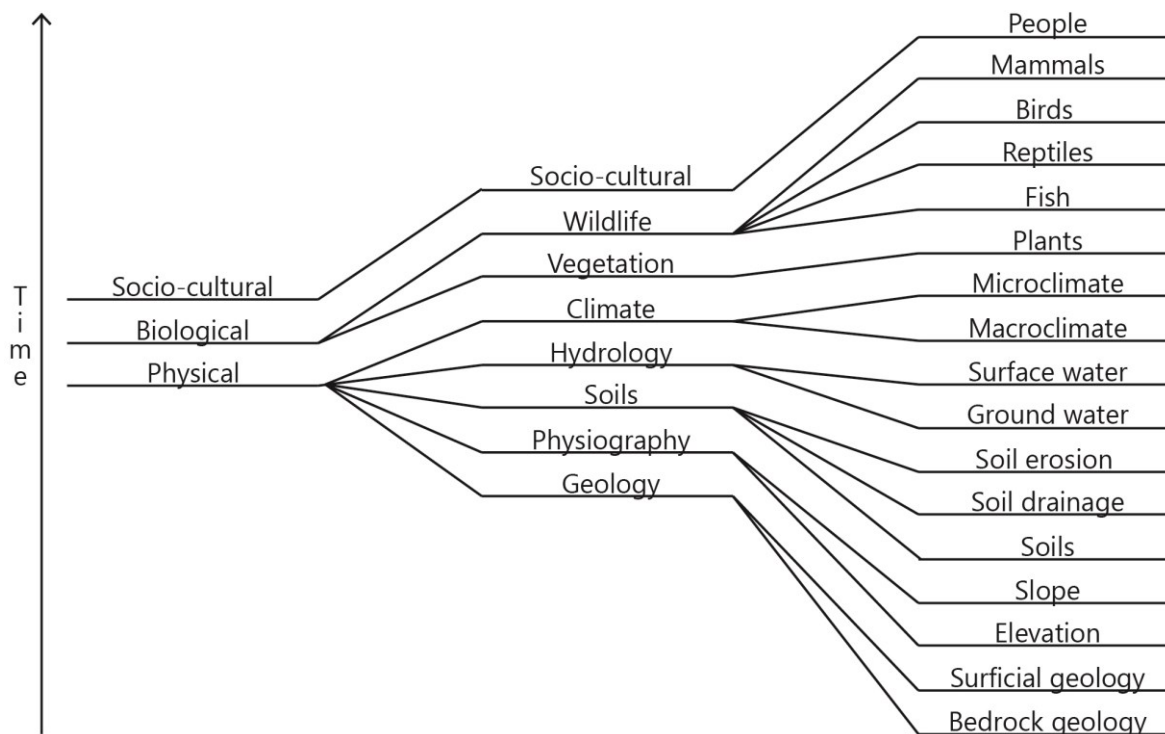 Time
Socio-cultural
Biological
Physical
Socio-cultural
Wildlife
Vegetation
Climate
Hydrology
Soils
Physiography
Geology
People
Mammals
Birds
Reptiles
Fish
Plants
Microclimate
Macroclimate
Surface water
Ground water
Soil erosion
Soil drainage
Soils
Slope
Elevation
Surficial geology
Bedrock geology